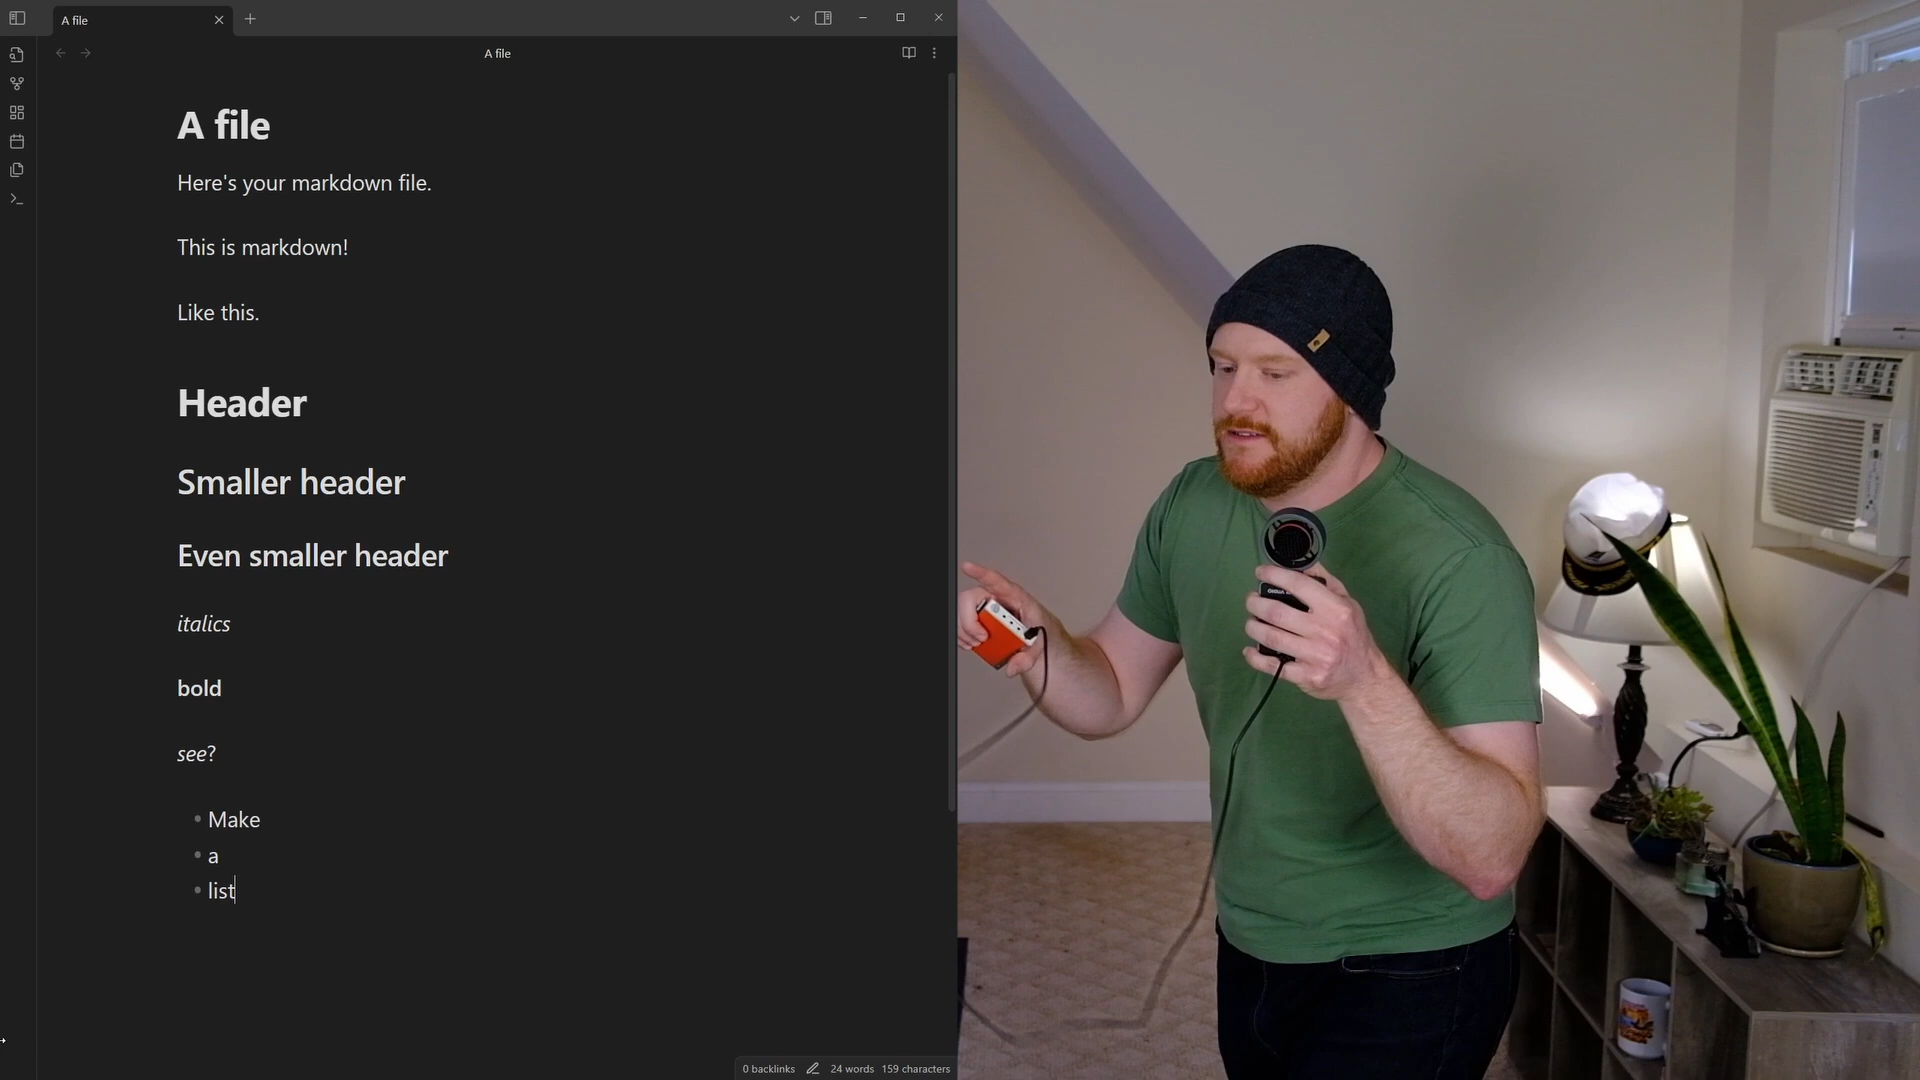 A file
A file
A file
Here's your markdown file.
This is markdown!
Like this.
Header
Smaller header
Even smaller header
italics
bold
see?
Make
a
list
0 backlinks 24 words 159 characters